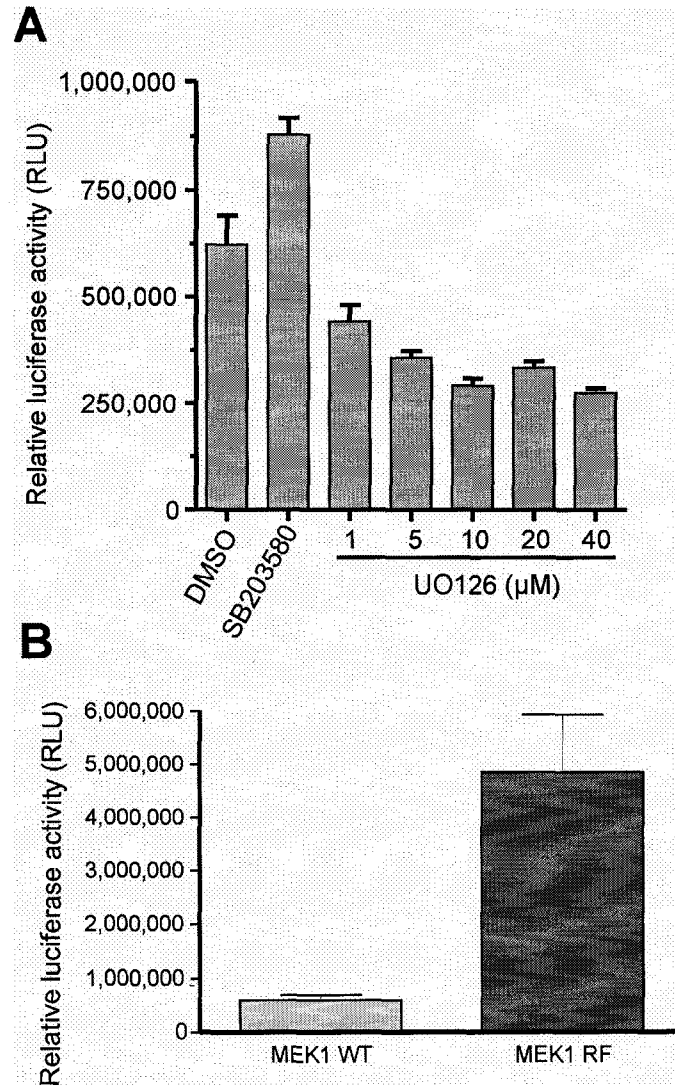 A
Relative luciferase activity (RLU)
1,000,000
750,000
500,000
250,000
0
DMSO
SB203580
1
5
10
20
40
UO126 (µM)
B
Relative luciferase activity (RLU)
6,000,000
5,000,000
4,000,000
3,000,000
2,000,000
1,000,000
0
MEK1 WT
MEK1 RF